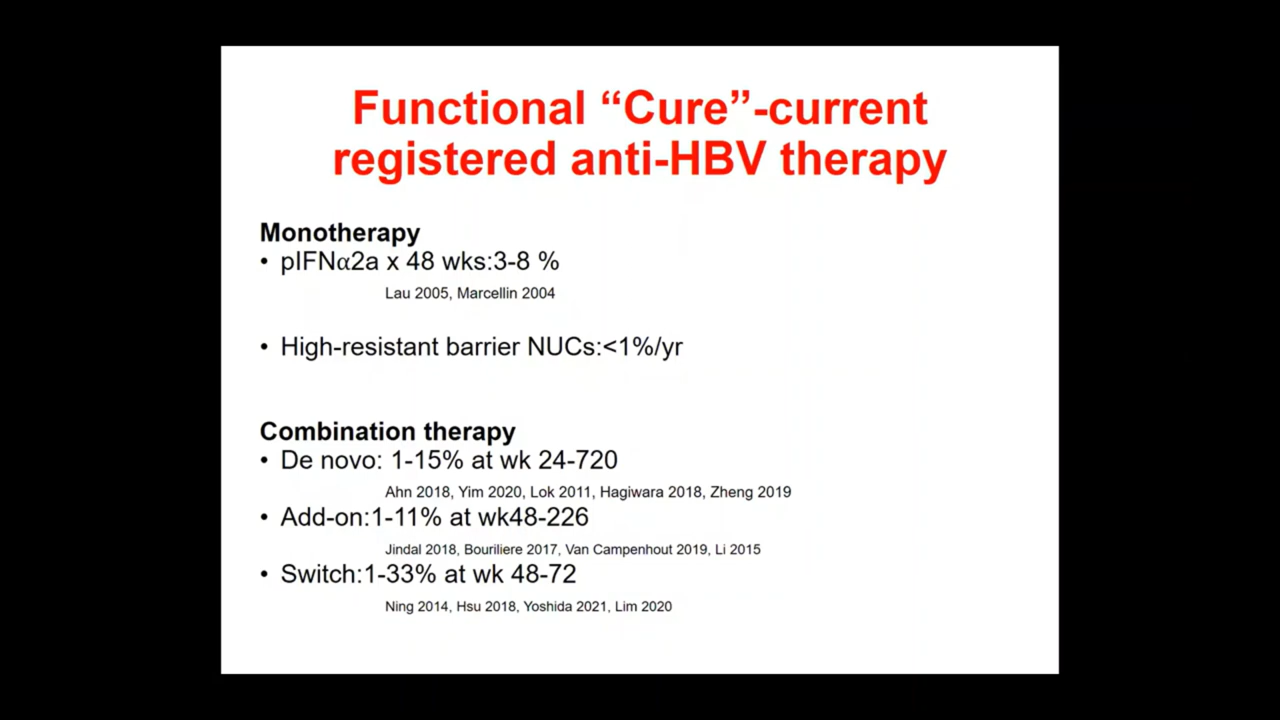 Functional “Cure”-current
registered anti-HBV therapy
Monotherapy
• pIFNα2a x 48 wks:3-8 %
Lau 2005, Marcellin 2004
• High-resistant barrier NUCs:<1%/yr
Combination therapy
• De novo: 1-15% at wk 24-720
Ahn 2018, Yim 2020, Lok 2011, Hagiwara 2018, Zheng 2019
• Add-on:1-11% at wk48-226
Jindal 2018, Bouriliere 2017, Van Campenhout 2019, Li 2015
• Switch:1-33% at wk 48-72
Ning 2014, Hsu 2018, Yoshida 2021, Lim 2020